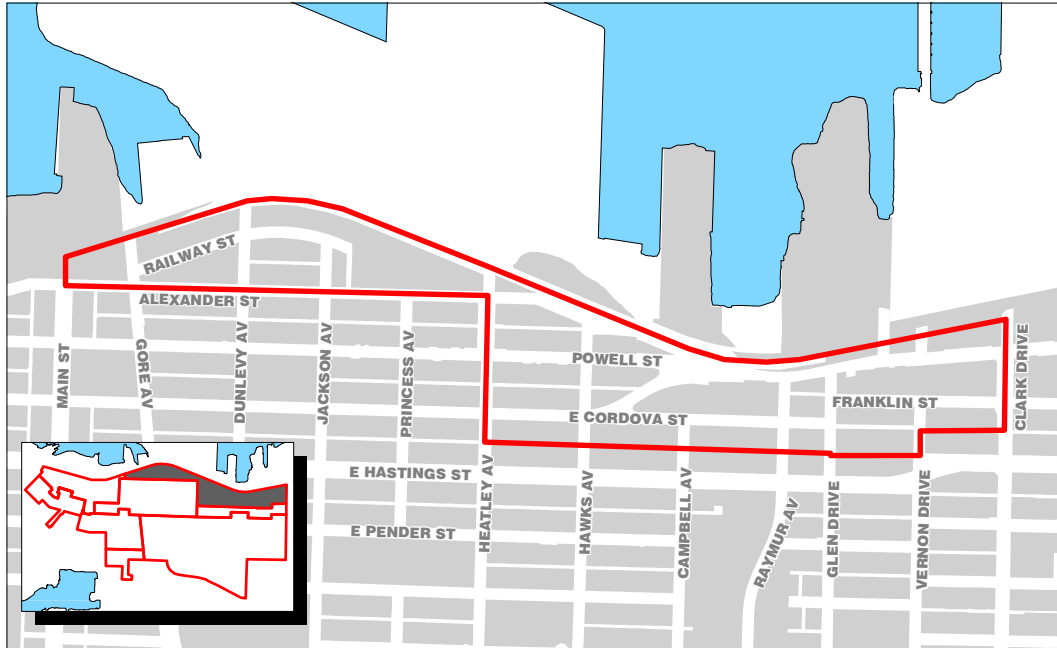 RAILWAY ST
ALEXANDER ST
MAIN ST
GORE AV
DUNLEVY AV
JACKSON AV
PRINCESS AV
POWELL ST
FRANKLIN ST
CLARK DRIVE
E CORDOVA ST
E HASTINGS ST
HEATLEY AV
HAWKS AV
CAMPBELL AV
RAYMUR AV
GLEN DRIVE
VERNON DRIVE
E PENDER ST